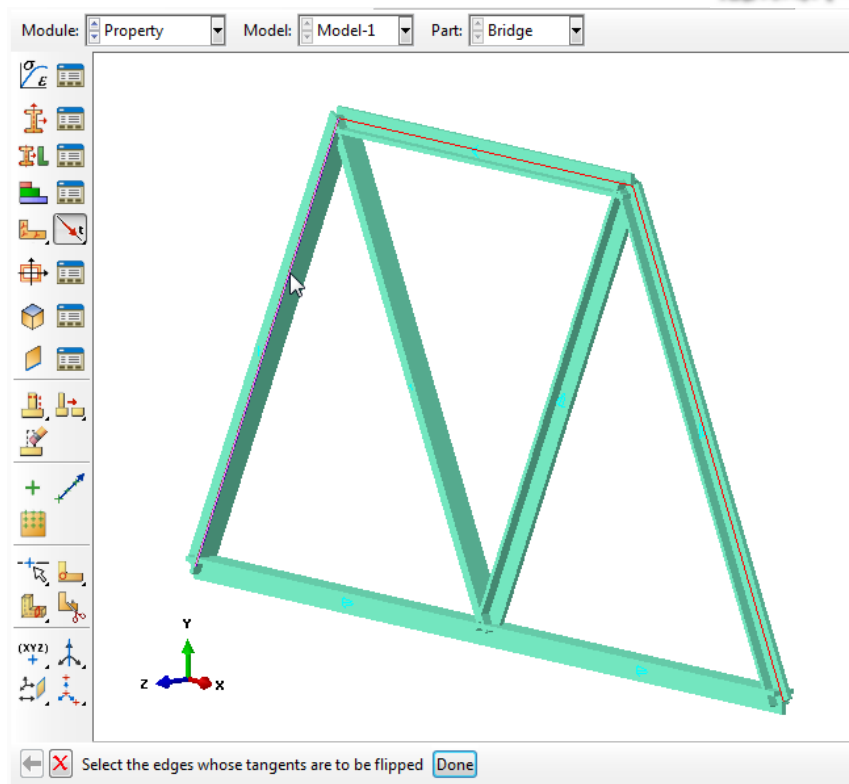 Module: Property Model: Model-1 Part: Bridge
σ
ε
t
(XYZ)
Y
Z X
Select the edges whose tangents are to be flipped Done